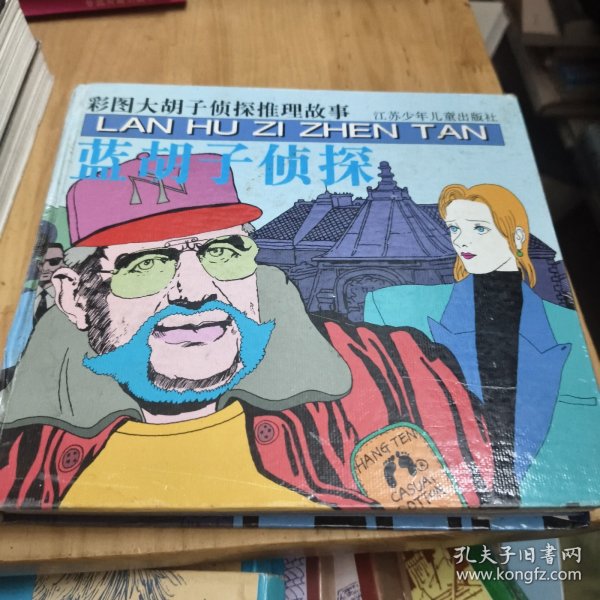 彩图大胡子侦探推理故事
江苏少年儿童出版社
LAN HU ZI ZHEN TAN
蓝胡子侦探
NY
HANG TEN
®
CASUAL
COTTON
孔夫子旧书网
www.kongfz.com